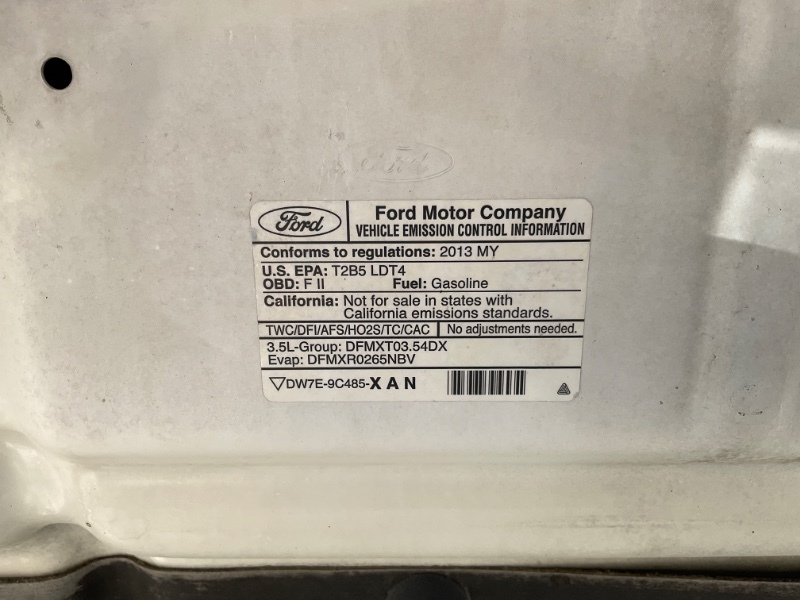 Ford
Ford
Ford Motor Company
VEHICLE EMISSION CONTROL INFORMATION
Conforms to regulations: 2013 MY
U.S. EPA: T2B5 LDT4
OBD: F II Fuel: Gasoline
California: Not for sale in states with
California emissions standards.
TWC/DFI/AFS/HO2S/TC/CAC No adjustments needed.
3.5L-Group: DFMXT03.54DX
Evap: DFMXR0265NBV
DW7E-9C485-XAN